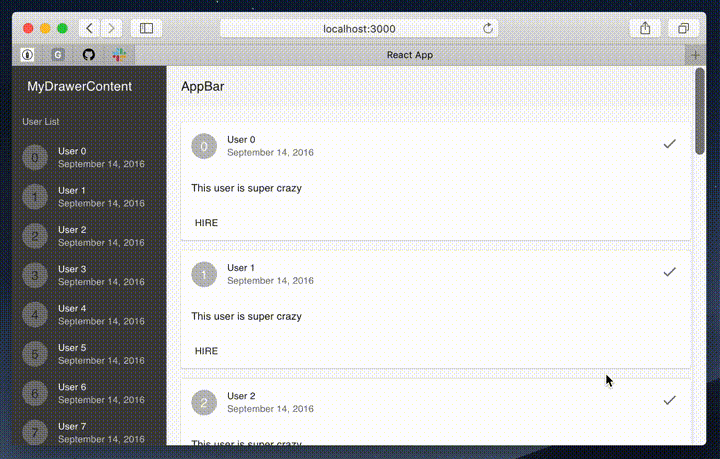 localhost:3000
G
React App
MyDrawerContent
AppBar
User List
0
User 0
September 14, 2016
1
User 1
September 14, 2016
2
User 2
September 14, 2016
3
User 3
September 14, 2016
4
User 4
September 14, 2016
5
User 5
September 14, 2016
6
User 6
September 14, 2016
7
User 7
September 14, 2016
0
User 0
September 14, 2016
This user is super crazy
HIRE
1
User 1
September 14, 2016
This user is super crazy
HIRE
2
User 2
September 14, 2016
This user is super crazy